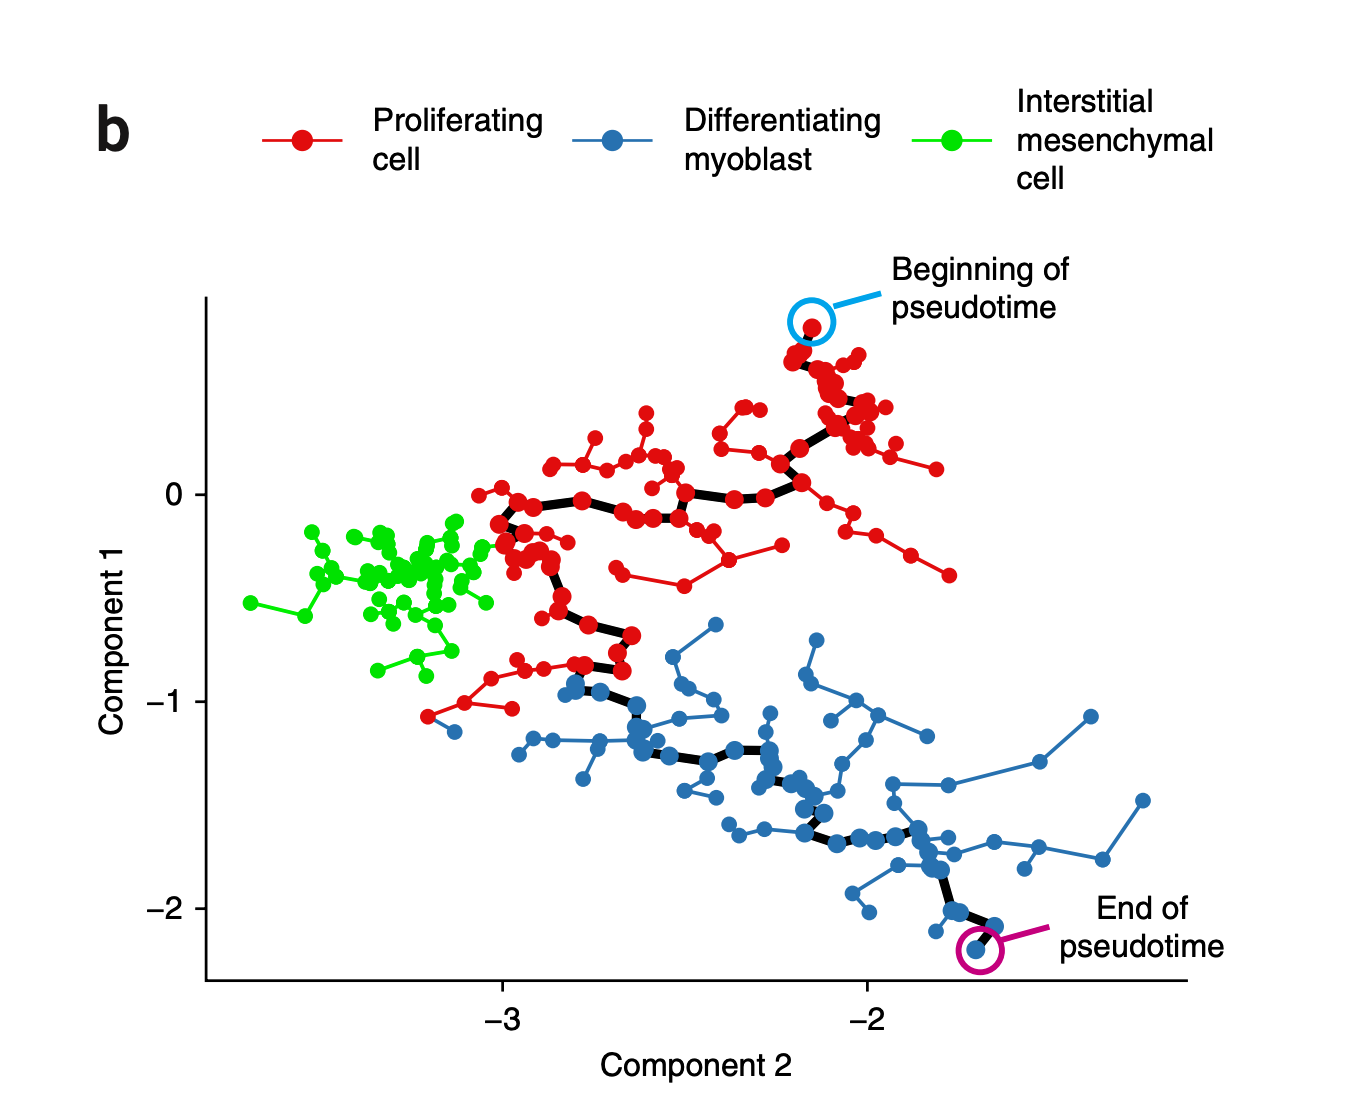 b
Proliferating
cell
Differentiating
myoblast
Interstitial
mesenchymal
cell
Beginning of
pseudotime
Component 1
0
−1
−2
End of
pseudotime
−3
−2
Component 2